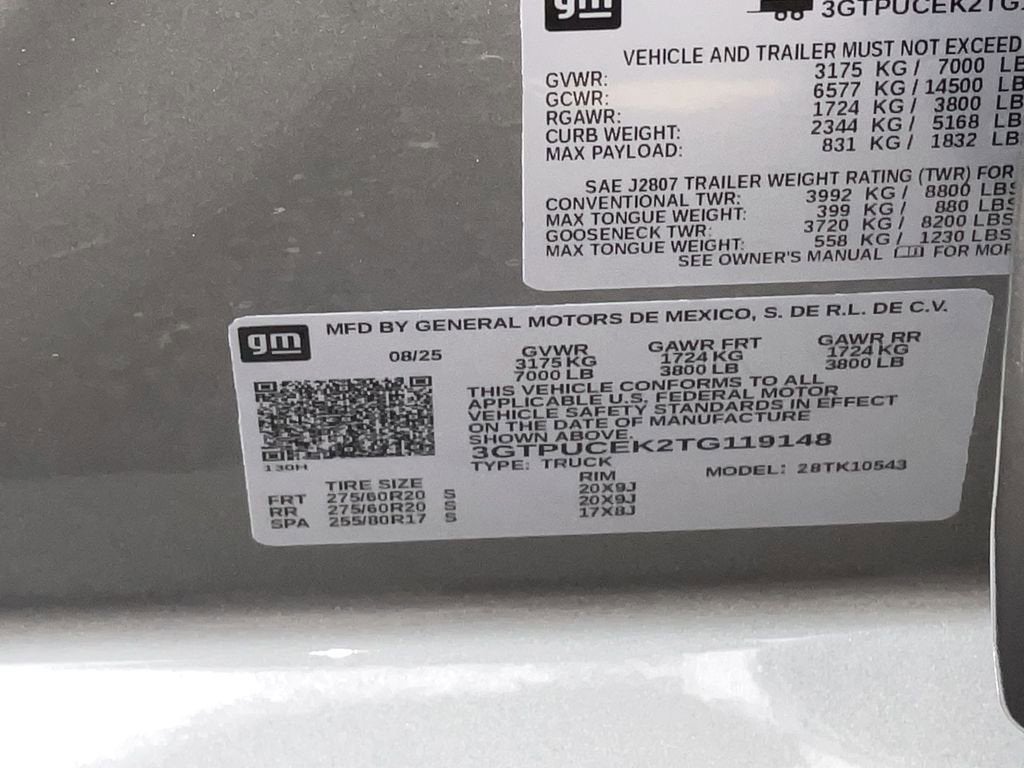 gm
3GTPUCEK2TG
VEHICLE AND TRAILER MUST NOT EXCEED
GVWR: 3175 KG / 7000 LB
GCWR: 6577 KG / 14500 LB
RGAWR: 1724 KG / 3800 LB
CURB WEIGHT: 2344 KG / 5168 LB
MAX PAYLOAD: 831 KG / 1832 LB
SAE J2807 TRAILER WEIGHT RATING (TWR) FOR
CONVENTIONAL TWR: 3992 KG / 8800 LBS
MAX TONGUE WEIGHT: 399 KG / 880 LBS
GOOSENECK TWR: 3720 KG / 8200 LBS
MAX TONGUE WEIGHT: 558 KG / 1230 LBS
SEE OWNER'S MANUAL FOR MOR
gm MFD BY GENERAL MOTORS DE MEXICO, S. DE R.L. DE C.V.
08/25 GVWR GAWR FRT GAWR RR
3175 KG 1724 KG 1724 KG
7000 LB 3800 LB 3800 LB
THIS VEHICLE CONFORMS TO ALL
APPLICABLE U.S. FEDERAL MOTOR
VEHICLE SAFETY STANDARDS IN EFFECT
ON THE DATE OF MANUFACTURE
SHOWN ABOVE.
3GTPUCEK2TG119148
130H TYPE: TRUCK MODEL: 28TK10543
TIRE SIZE RIM
FRT 275/60R20 S 20X9J
RR 275/60R20 S 20X9J
SPA 255/80R17 S 17X8J